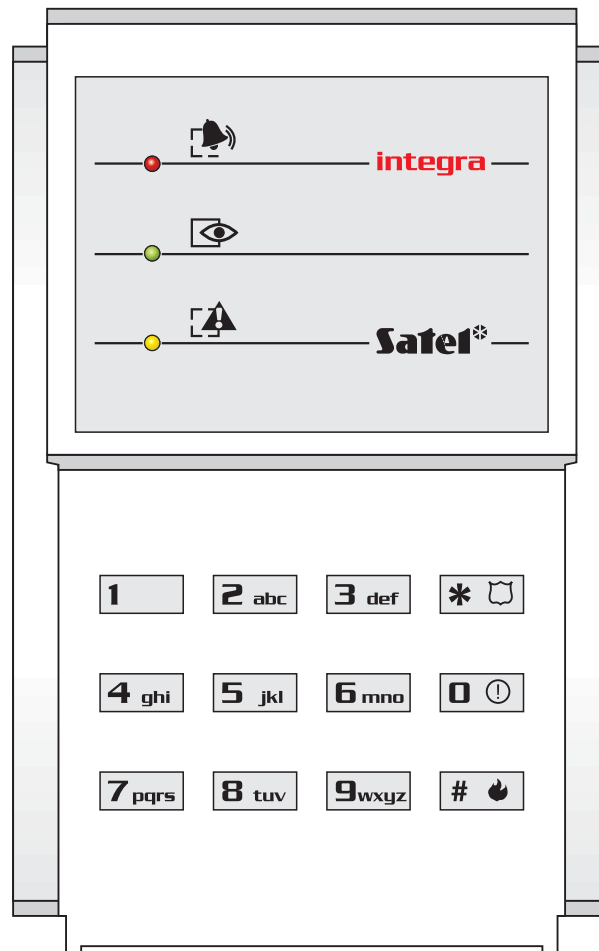 integra
Satel
1 2 abc 3 def *
4 ghi 5 jkl 6 mno 0 !
7 pqrs 8 tuv 9 wxyz #